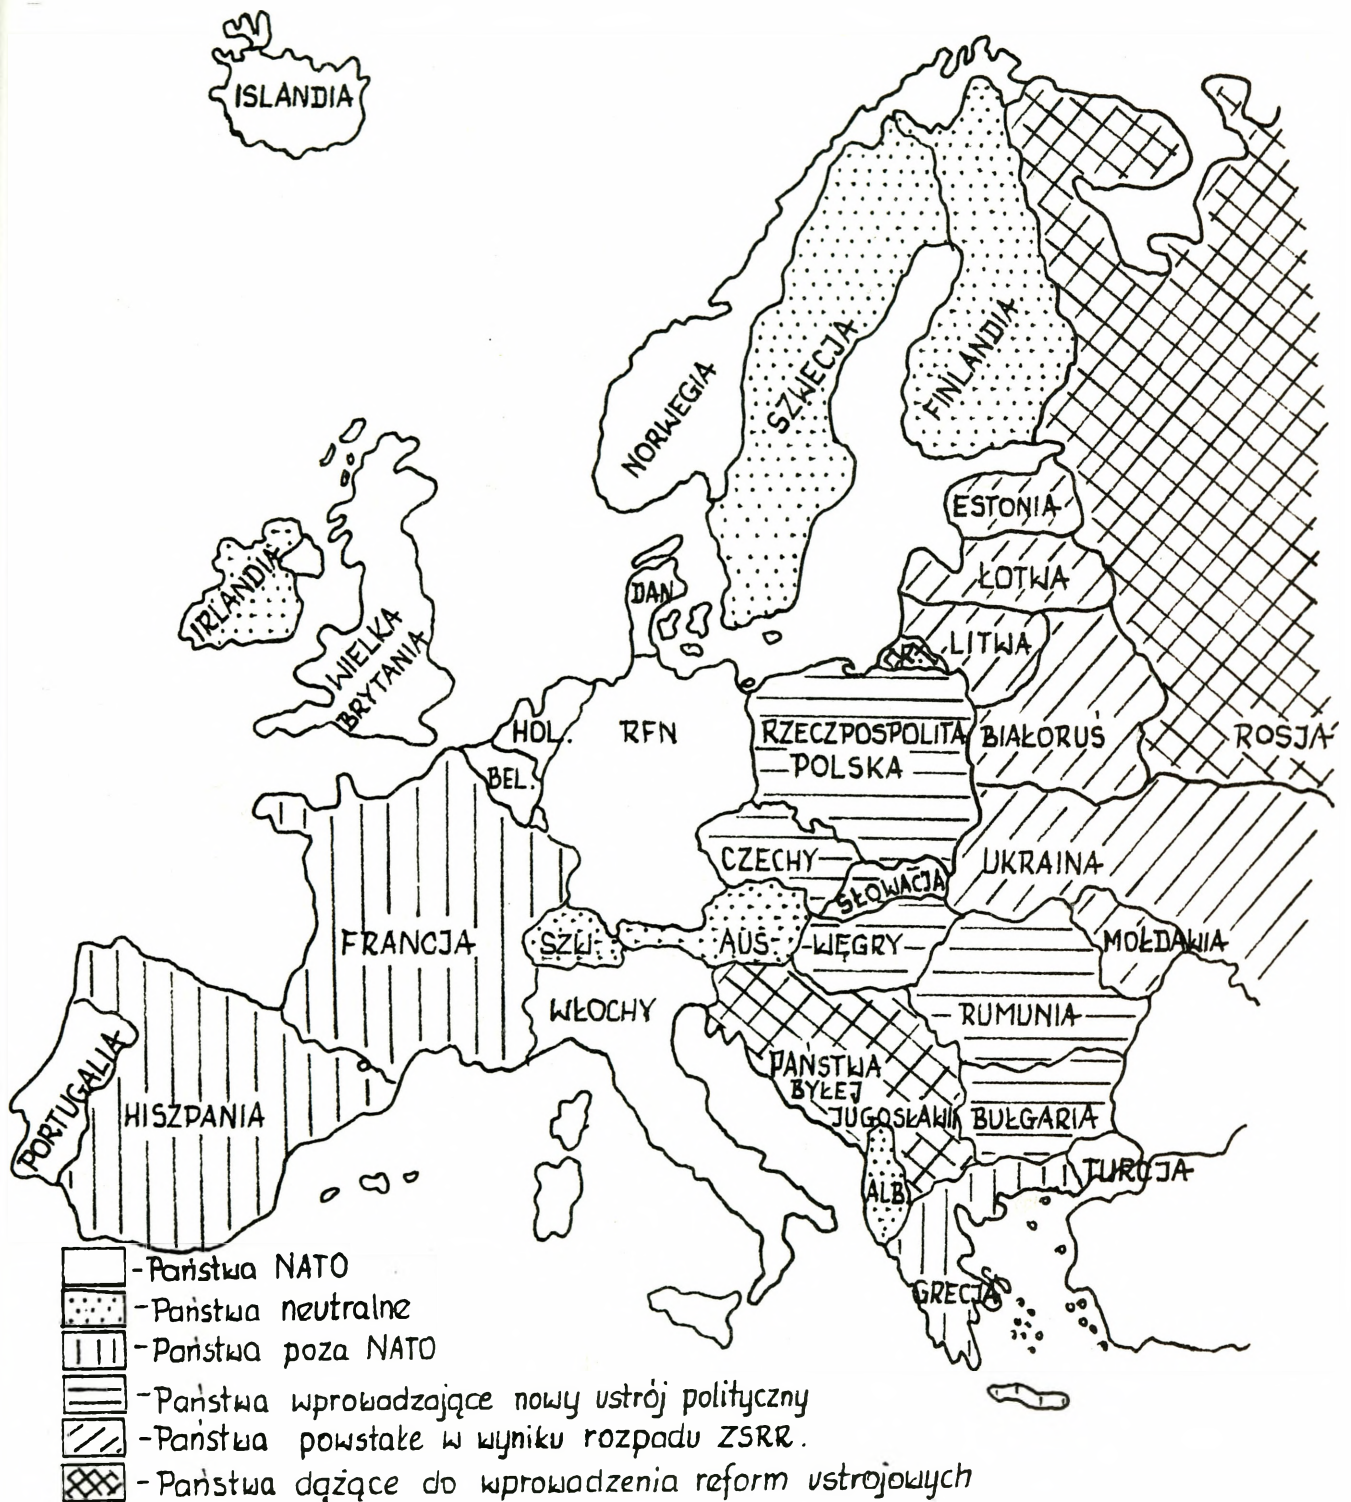 ISLANDIA
NORWEGIA
SZWECJA
FINLANDIA
ESTONIA
ŁOTWA
LITWA
IRLANDIA
WIELKA
BRYTANIA
DAN
HOL.
BEL.
RFN
RZECZPOSPOLITA
POLSKA
BIAŁORUŚ
ROSJA
CZECHY
SŁOWACJA
UKRAINA
FRANCJA
SZW
AUS
WĘGRY
MOŁDAWIA
WŁOCHY
RUMUNIA
PORTUGALIA
HISZPANIA
PAŃSTWA
BYŁEJ
JUGOSŁAWII
BUŁGARIA
TURCJA
ALB.
GRECJA
-Państwa NATO
-Państwa neutralne
-Państwa poza NATO
-Państwa wprowadzające nowy ustrój polityczny
-Państwa powstałe w wyniku rozpadu ZSRR.
-Państwa dążące do wprowadzenia reform ustrojowych